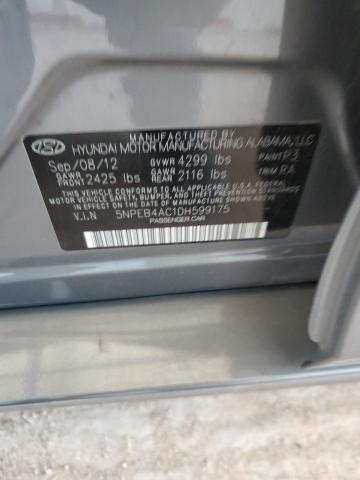 MANUFACTURED BY
HYUNDAI MOTOR MANUFACTURING ALABAMA, LLC
Sep/08/12 GVWR 4299 lbs PAINT P3
GAWR FRONT 2425 lbs GAWR REAR 2116 lbs TRIM RA
THIS VEHICLE CONFORMS TO ALL APPLICABLE U.S. FEDERAL
MOTOR VEHICLE SAFETY, BUMPER, AND THEFT PREVENTION STANDARDS
IN EFFECT ON THE DATE OF MANUFACTURE SHOWN ABOVE.
V.I.N 5NPEB4AC1DH599175
PASSENGER CAR